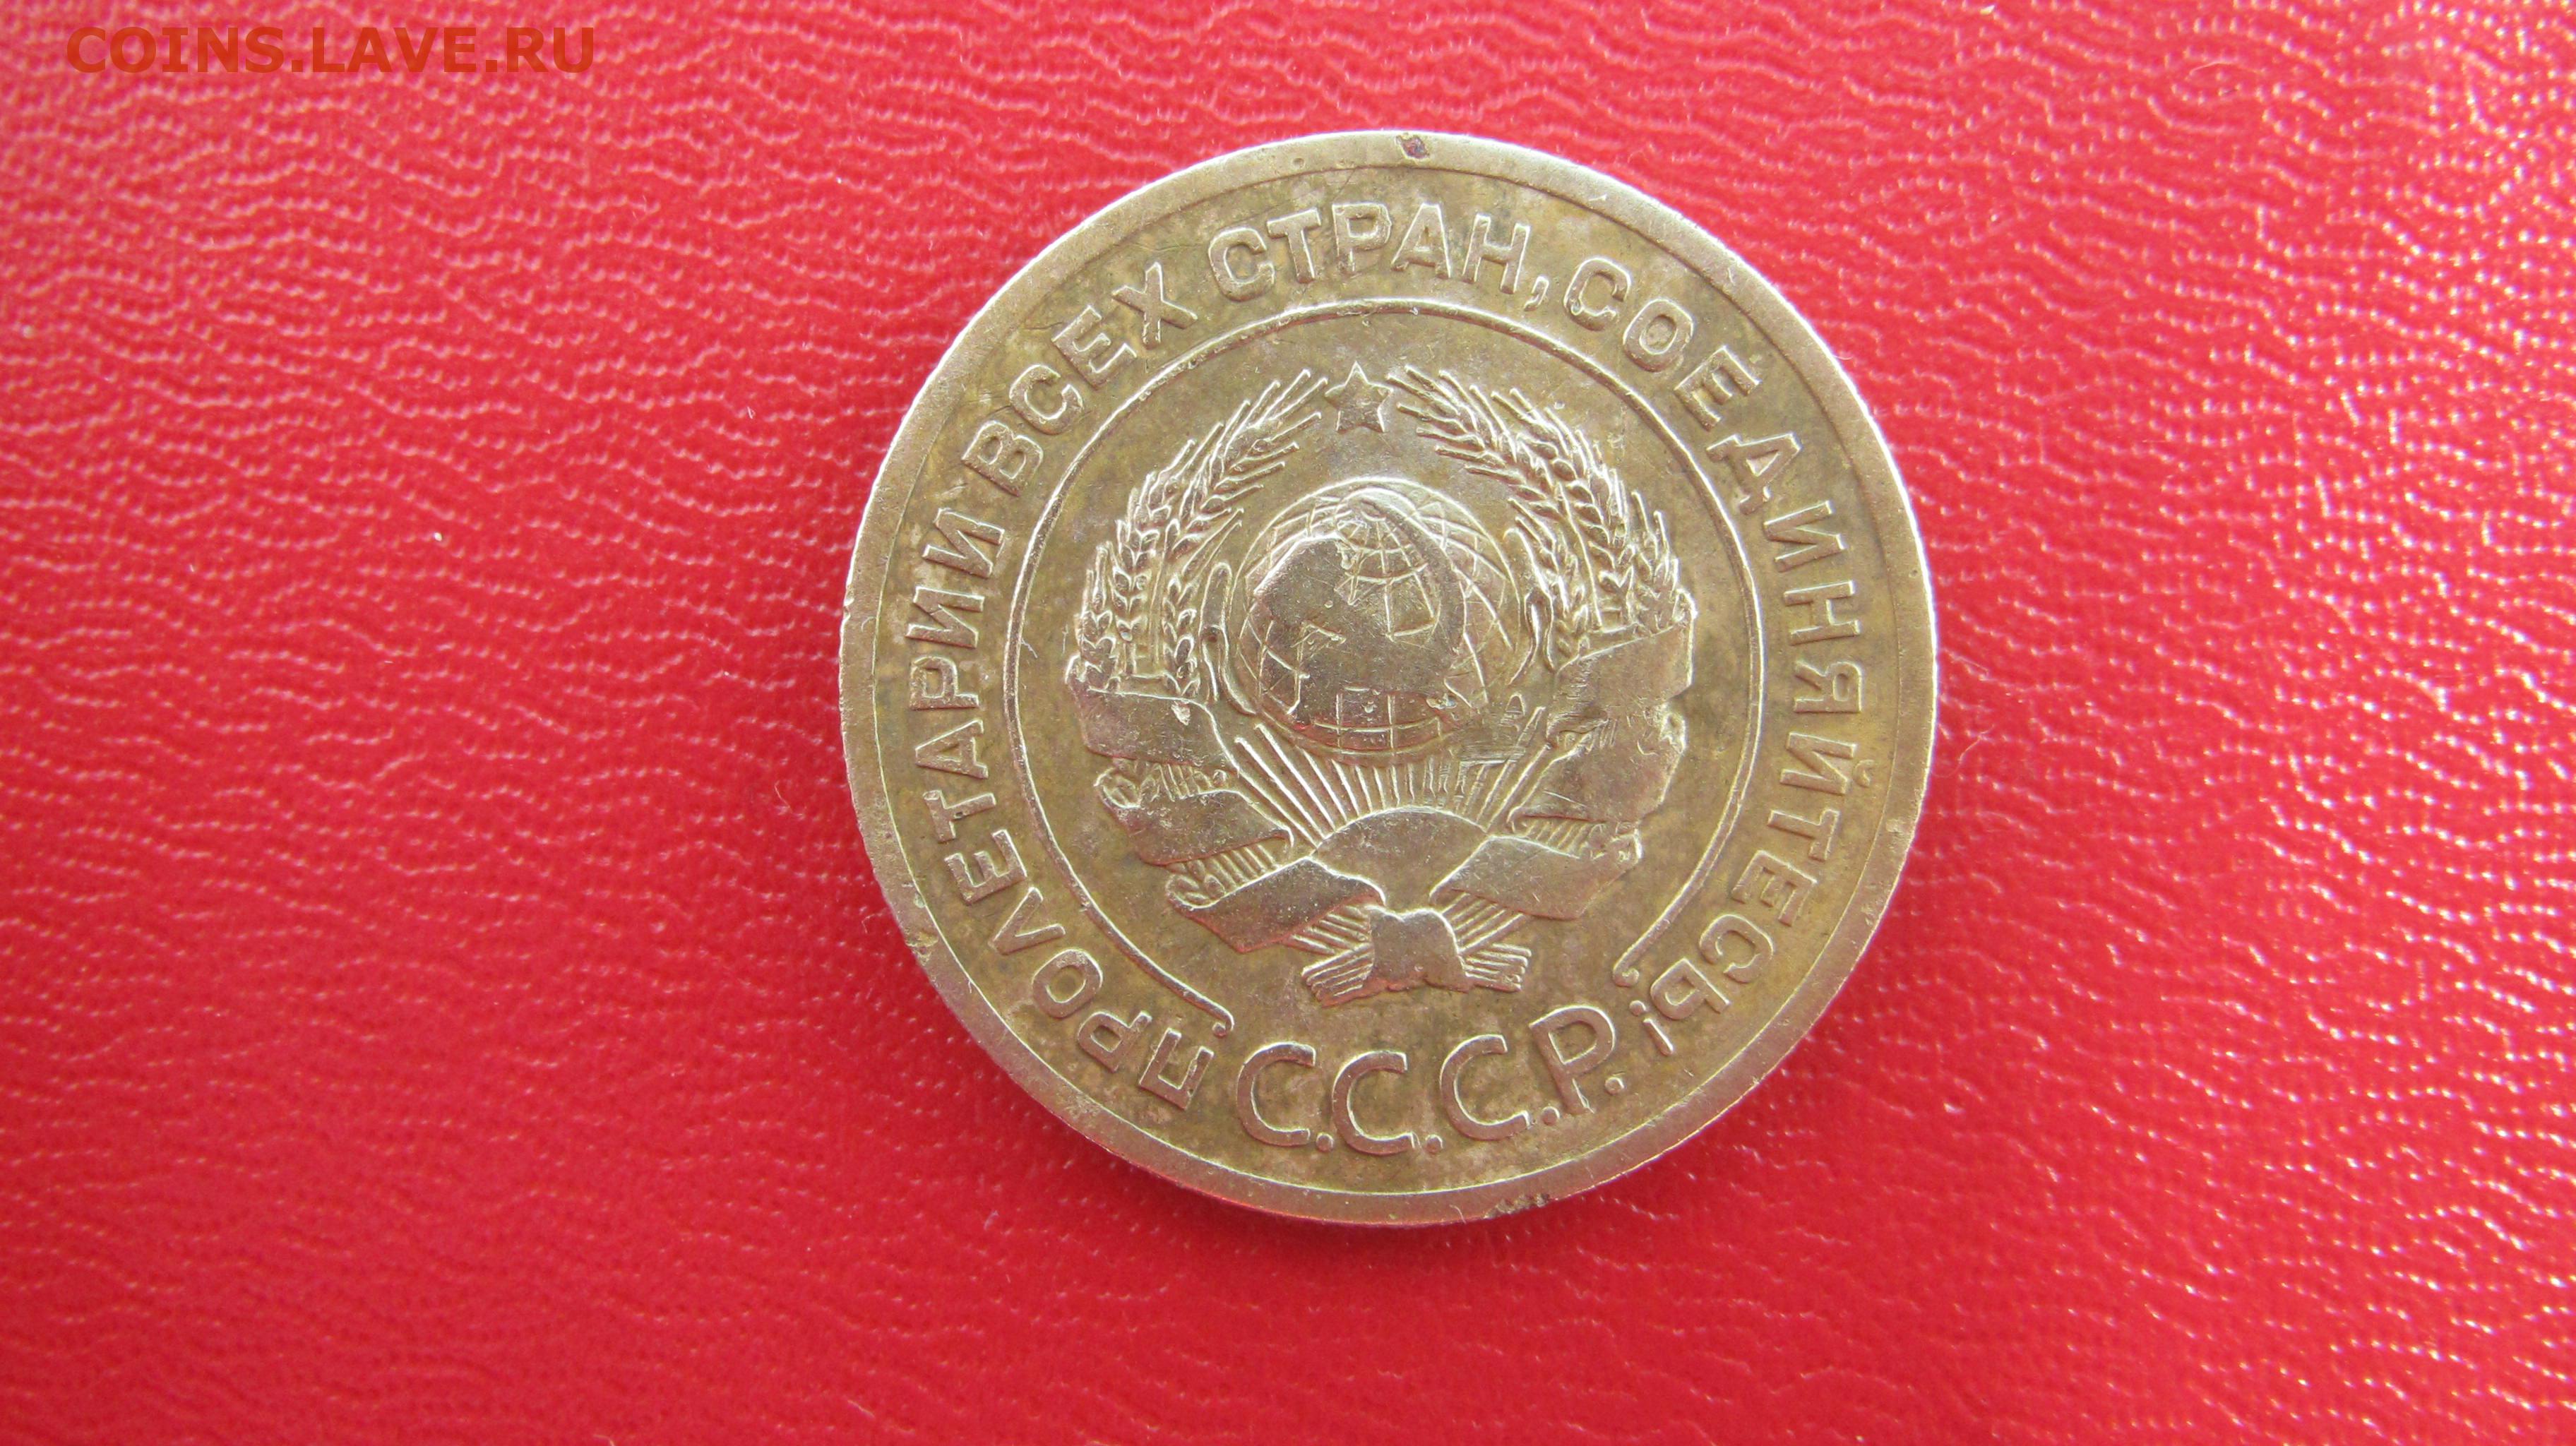 COINS.LAVE.RU
ПРОЛЕТАРИИ ВСЕХ СТРАН, СОЕДИНЯЙТЕСЬ!
С.С.С.Р.